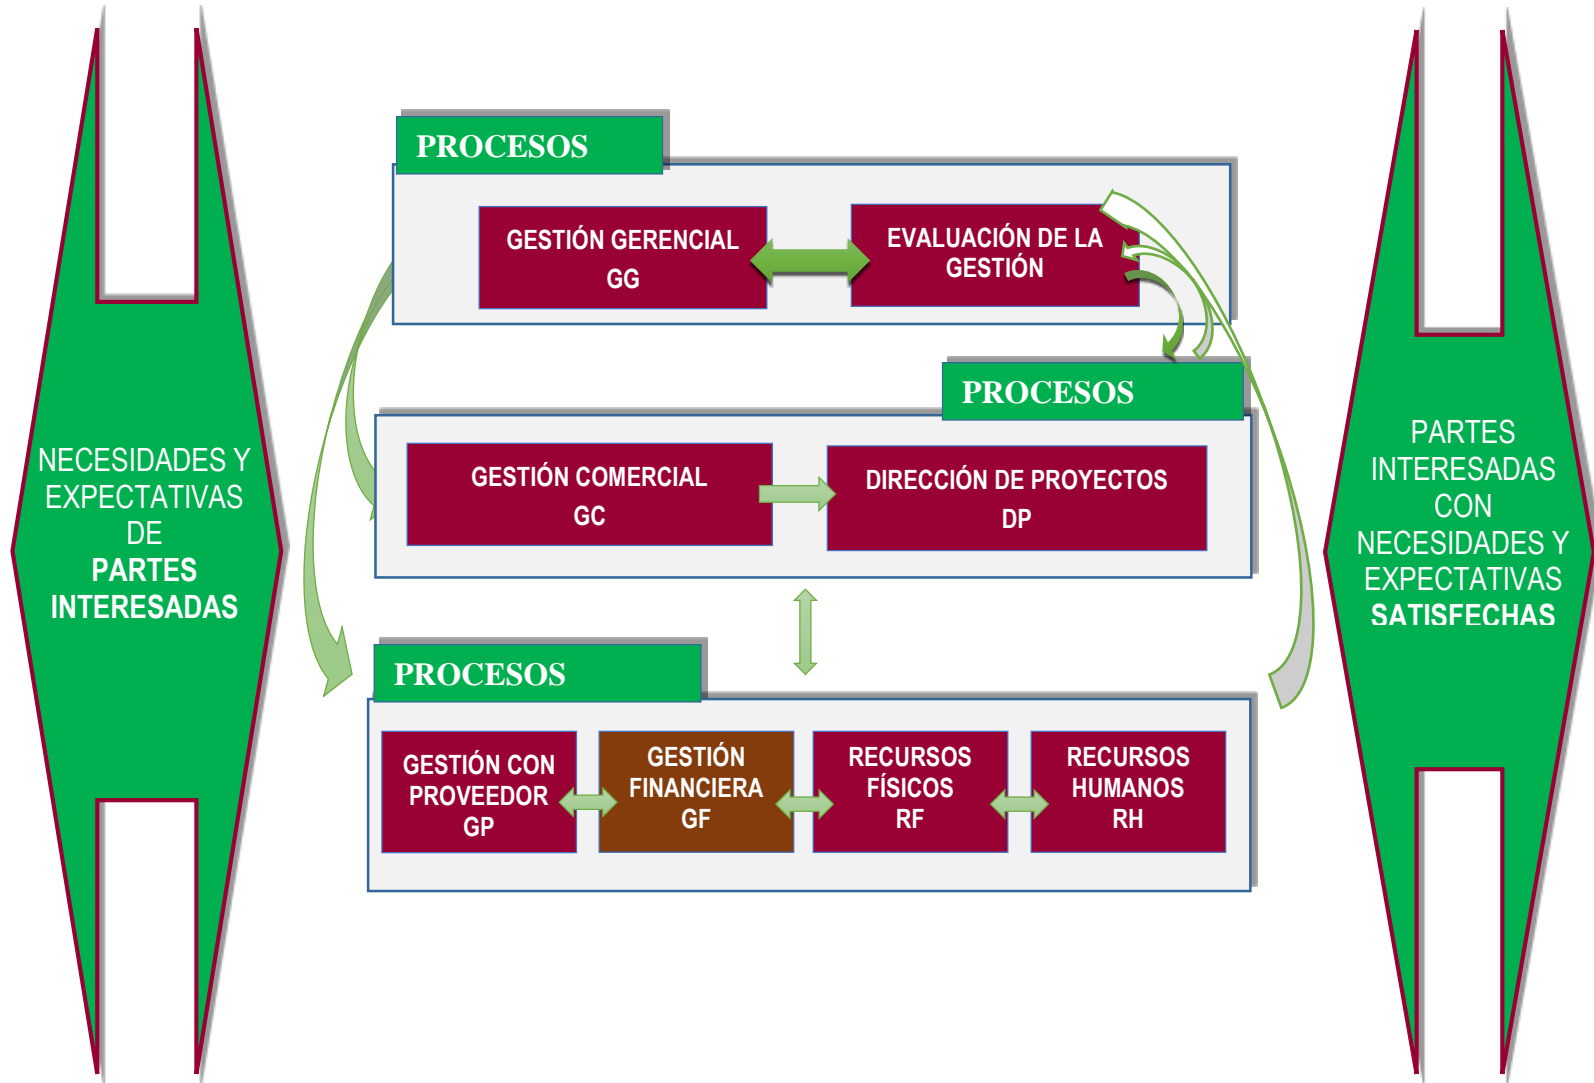 NECESIDADES Y
EXPECTATIVAS
DE
PARTES
INTERESADAS
PROCESOS
GESTIÓN GERENCIAL
GG
EVALUACIÓN DE LA
GESTIÓN
PROCESOS
GESTIÓN COMERCIAL
GC
DIRECCIÓN DE PROYECTOS
DP
PROCESOS
GESTIÓN CON
PROVEEDOR
GP
GESTIÓN
FINANCIERA
GF
RECURSOS
FÍSICOS
RF
RECURSOS
HUMANOS
RH
PARTES
INTERESADAS
CON
NECESIDADES Y
EXPECTATIVAS
SATISFECHAS